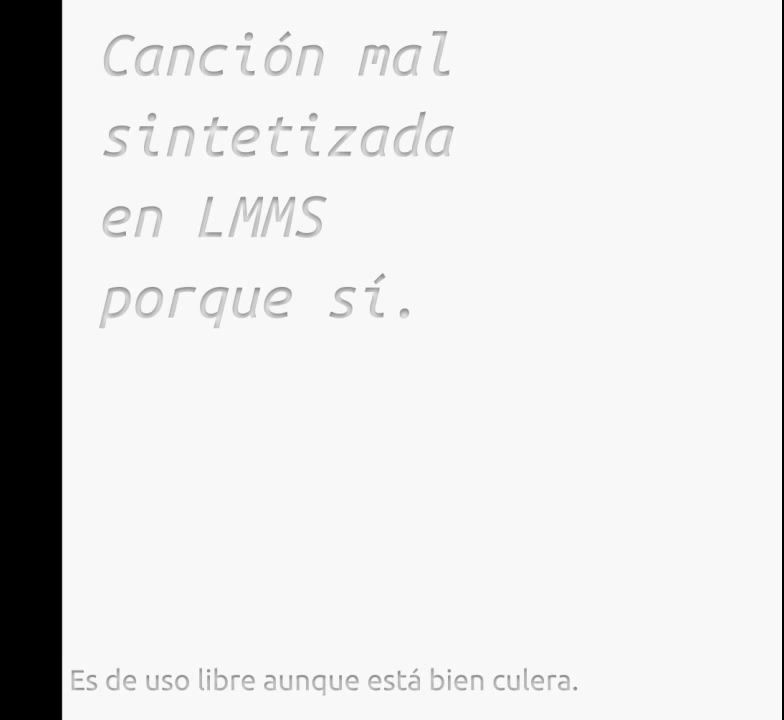 Canción mal
sintetizada
en LMMS
porque sí.
Es de uso libre aunque está bien culera.